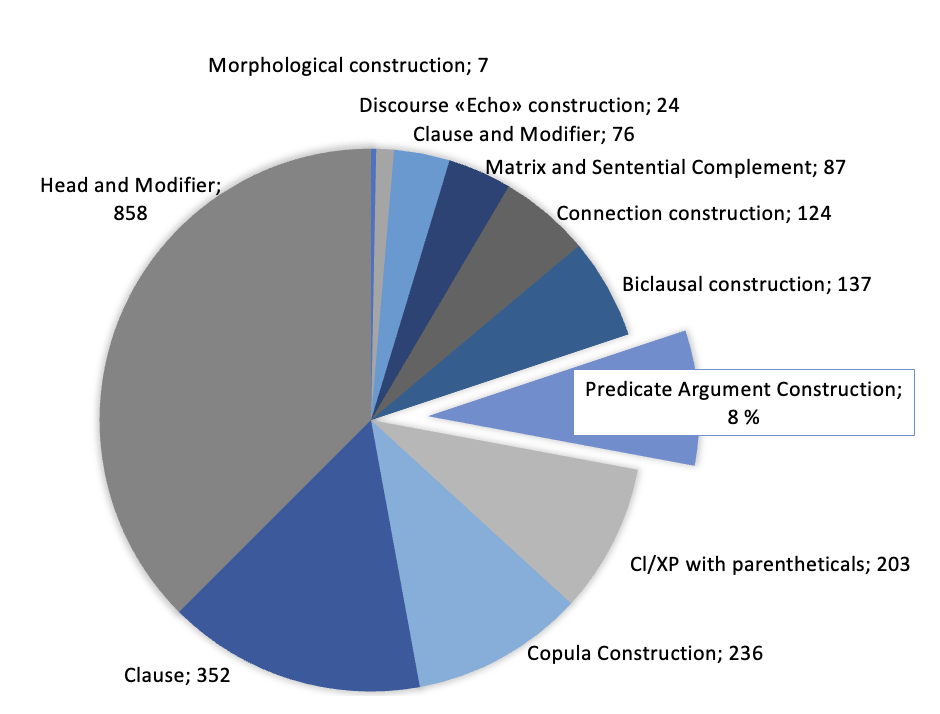 Morphological construction; 7
Discourse «Echo» construction; 24
Clause and Modifier; 76
Matrix and Sentential Complement; 87
Head and Modifier;
858
Connection construction; 124
Biclausal construction; 137
Predicate Argument Construction;
8 %
Cl/XP with parentheticals; 203
Copula Construction; 236
Clause; 352